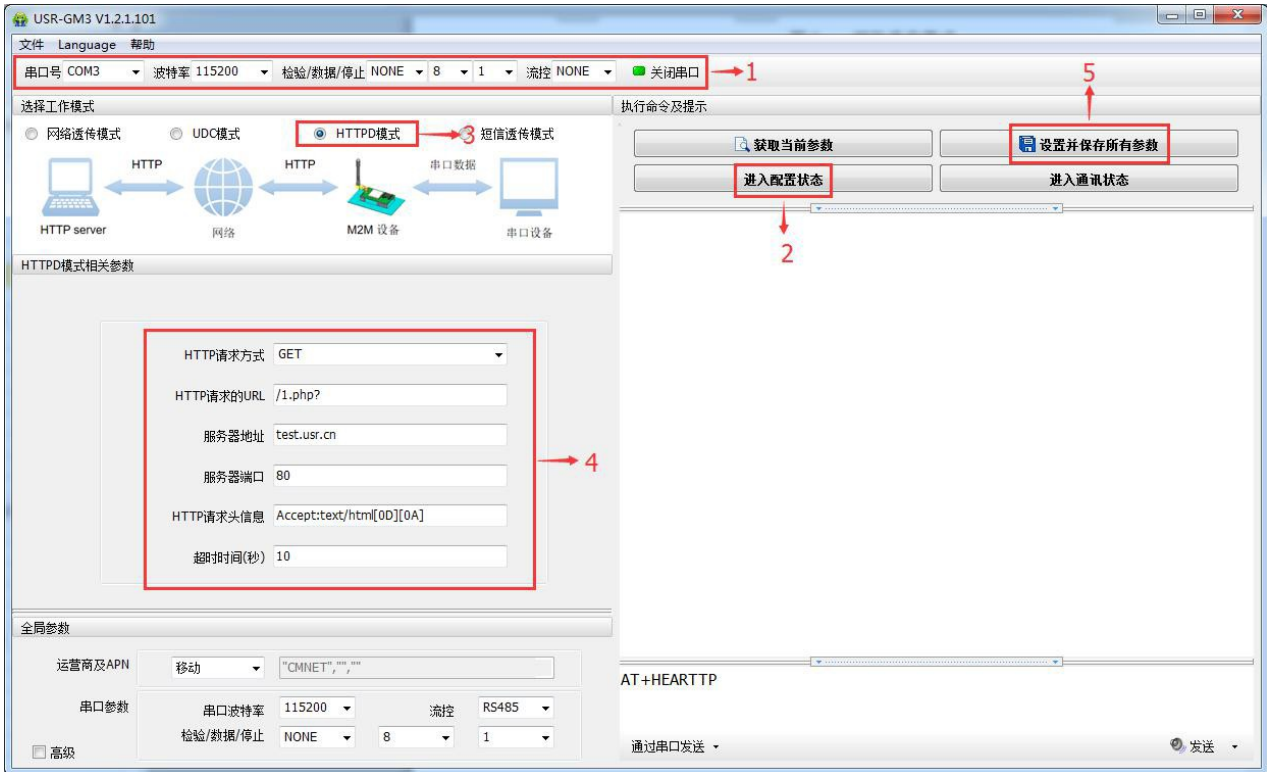 USR-GM3 V1.2.1.101
文件 Language 帮助
串口号 COM3 波特率 115200 检验/数据/停止 NONE 8 1 流控 NONE 关闭串口 1
5
选择工作模式
执行命令及提示
网络透传模式 UDC模式 HTTPD模式 3 短信透传模式
获取当前参数 设置并保存所有参数
HTTP HTTP 串口数据
进入配置状态 进入通讯状态
HTTP server 网络 M2M 设备 串口设备
2
HTTPD模式相关参数
HTTP请求方式 GET
HTTP请求的URL /1.php?
服务器地址 test.usr.cn
4
服务器端口 80
HTTP请求头信息 Accept:text/html[0D][0A]
超时时间(秒) 10
全局参数
运营商及APN 移动 "CMNET","",""
AT+HEARTTP
串口参数 串口波特率 115200 流控 RS485
检验/数据/停止 NONE 8 1
高级
通过串口发送 发送